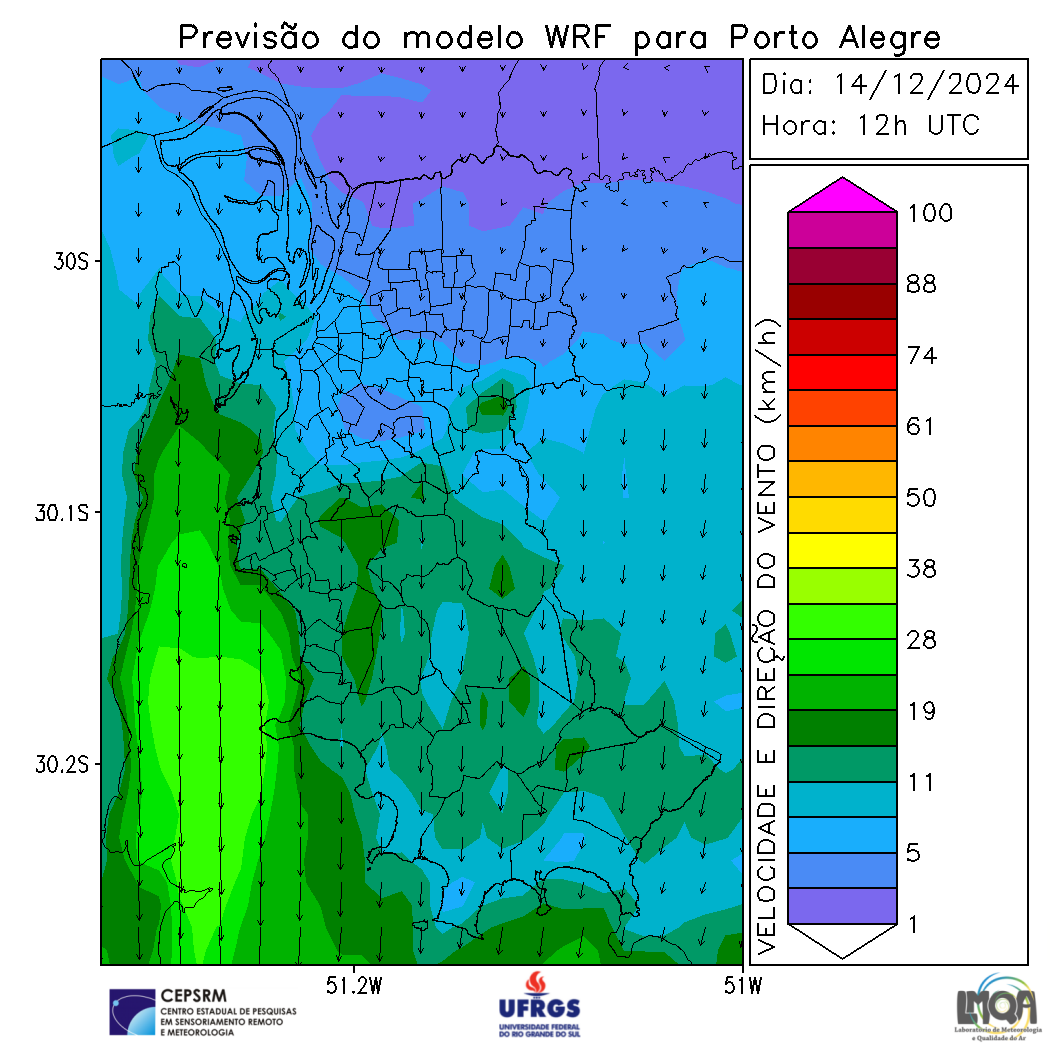 Previsão do modelo WRF para Porto Alegre
Dia: 14/12/2024
Hora: 12h UTC
30S
30.1S
30.2S
51.2W
51W
VELOCIDADE E DIREÇÃO DO VENTO (km/h)
100
88
74
61
50
38
28
19
11
5
1
CEPSRM
CENTRO ESTADUAL DE PESQUISAS
EM SENSORIAMENTO REMOTO
E METEOROLOGIA
UFRGS
UNIVERSIDADE FEDERAL
DO RIO GRANDE DO SUL
LMQA
Laboratório de Meteorologia
e Qualidade do Ar